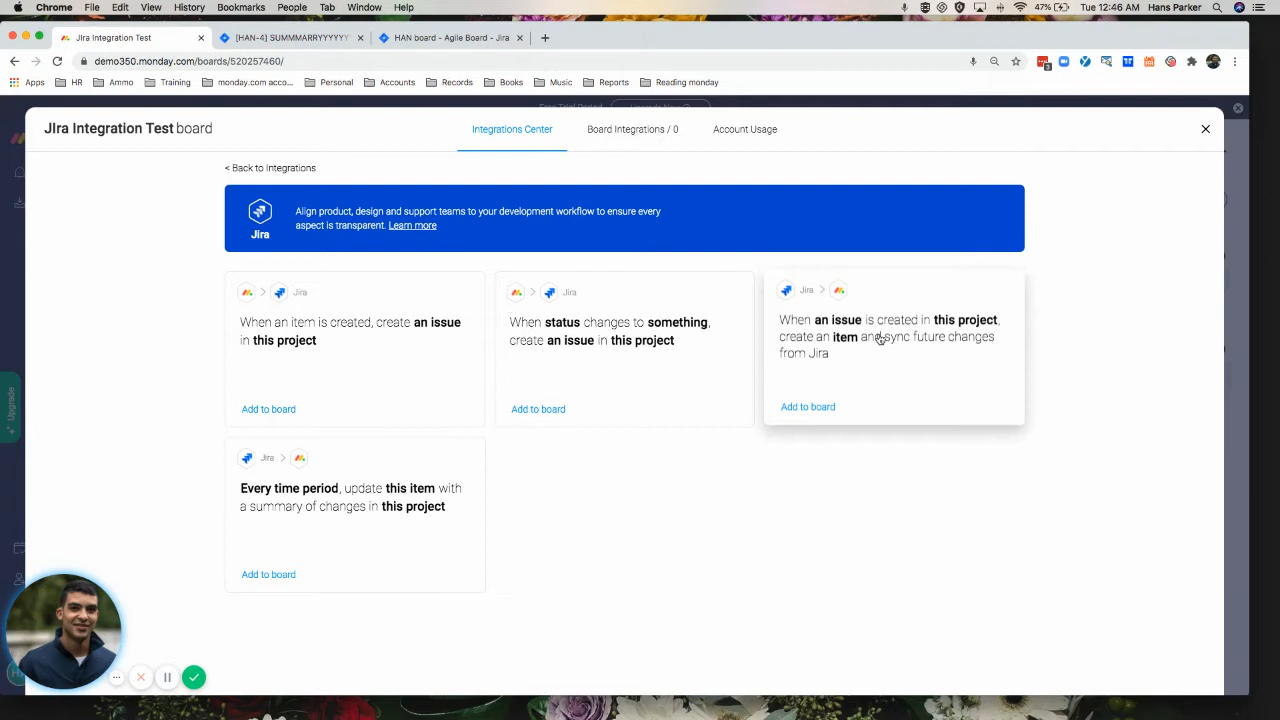 Chrome File Edit View History Bookmarks People Tab Window Help 47% Tue 12:46 AM Hans Parker
JIra Integration Test [HAN-4] SUMMMARRYYYYYY HAN board - Agile Board - Jira
demo350.monday.com/boards/520257460/
Apps HR Ammo Training monday.com acco... Personal Accounts Records Books Music Reports Reading monday
JIra Integration Test board Integrations Center Board Integrations / 0 Account Usage
< Back to Integrations
Align product, design and support teams to your development workflow to ensure every
aspect is transparent. Learn more
Jira
Jira
When an item is created, create an issue
in this project
Add to board
Jira
When status changes to something,
create an issue in this project
Add to board
Jira
When an issue is created in this project,
create an item and sync future changes
from Jira
Add to board
Jira
Every time period, update this item with
a summary of changes in this project
Add to board
Upgrade